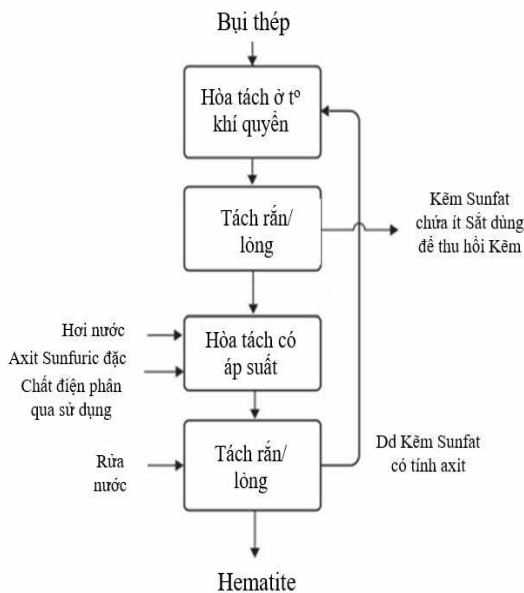 Bụi thép
Hòa tách ở tº
khí quyển
Tách rắn/
lỏng
Kẽm Sunfat
chứa ít Sắt dùng
để thu hồi Kẽm
Hơi nước
Axit Sunfuric đặc
Chất điện phân
qua sử dụng
Hòa tách có
áp suất
Rửa
nước
Tách rắn/
lỏng
Dd Kẽm Sunfat
có tính axit
Hematite